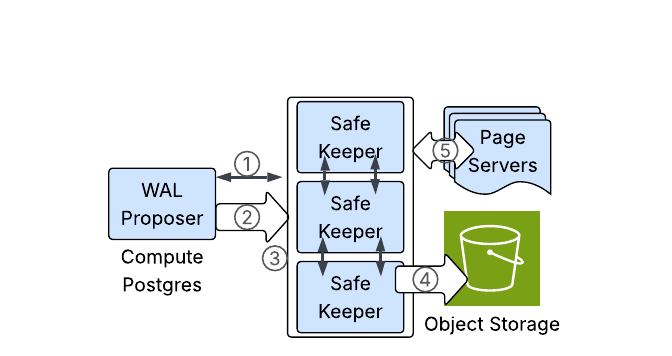 Safe
Keeper
Safe
Keeper
Safe
Keeper
1
WAL
Proposer
2
Compute
Postgres
3
5
Page
Servers
4
Object Storage